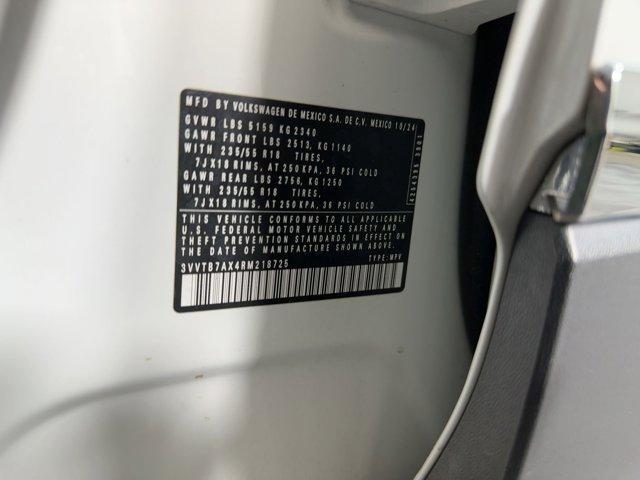 MFD BY VOLKSWAGEN DE MEXICO S.A. DE C.V. MEXICO 10/24
GVWR LBS 5159 KG 2340
GAWR FRONT LBS 2513, KG 1140
WITH 235/55 R18 TIRES,
7JX18 RIMS, AT 250 KPA, 36 PSI COLD
GAWR REAR LBS 2756, KG 1250
WITH 235/55 R18 TIRES,
7JX18 RIMS, AT 250 KPA, 36 PSI COLD
THIS VEHICLE CONFORMS TO ALL APPLICABLE
U.S. FEDERAL MOTOR VEHICLE SAFETY AND
THEFT PREVENTION STANDARDS IN EFFECT ON
THE DATE OF MANUFACTURE SHOWN ABOVE.
3VVTB7AX4RM218725 TYPE: MPV